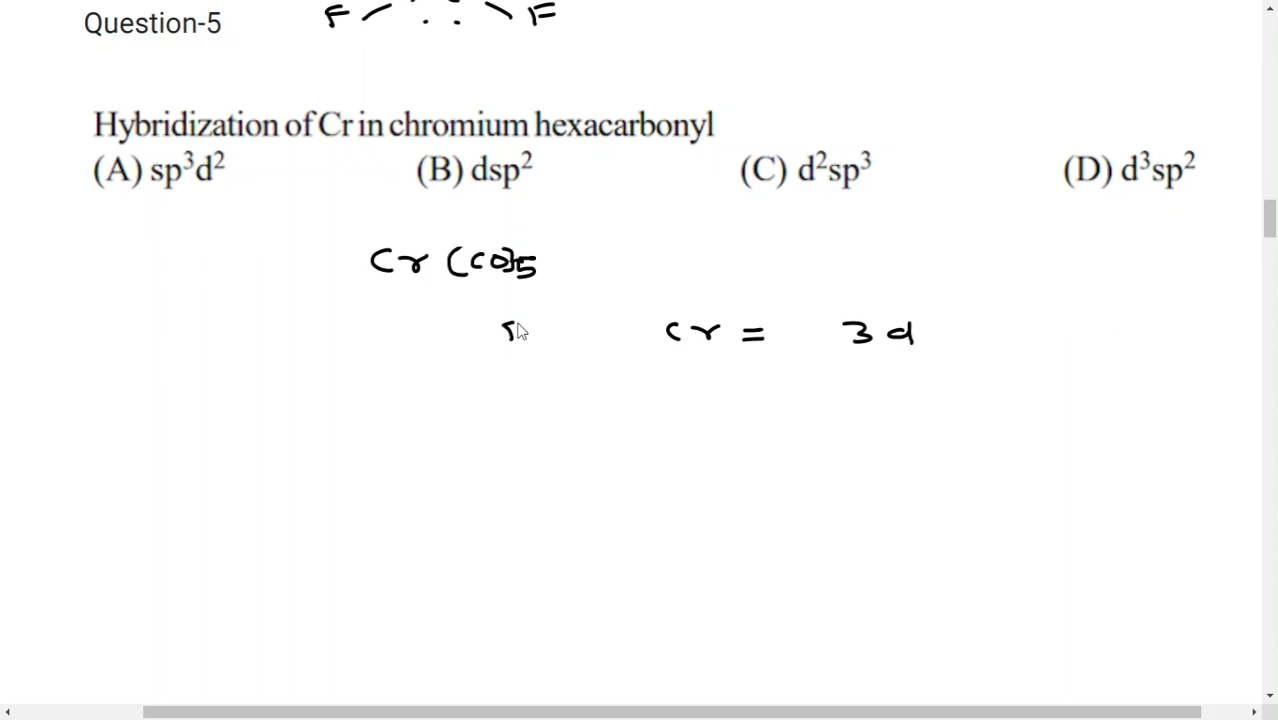 F F
Question-5
Hybridization of Cr in chromium hexacarbonyl
(A) sp³d² (B) dsp² (C) d²sp³ (D) d³sp²
Cr (CO)5
Cr = 3d